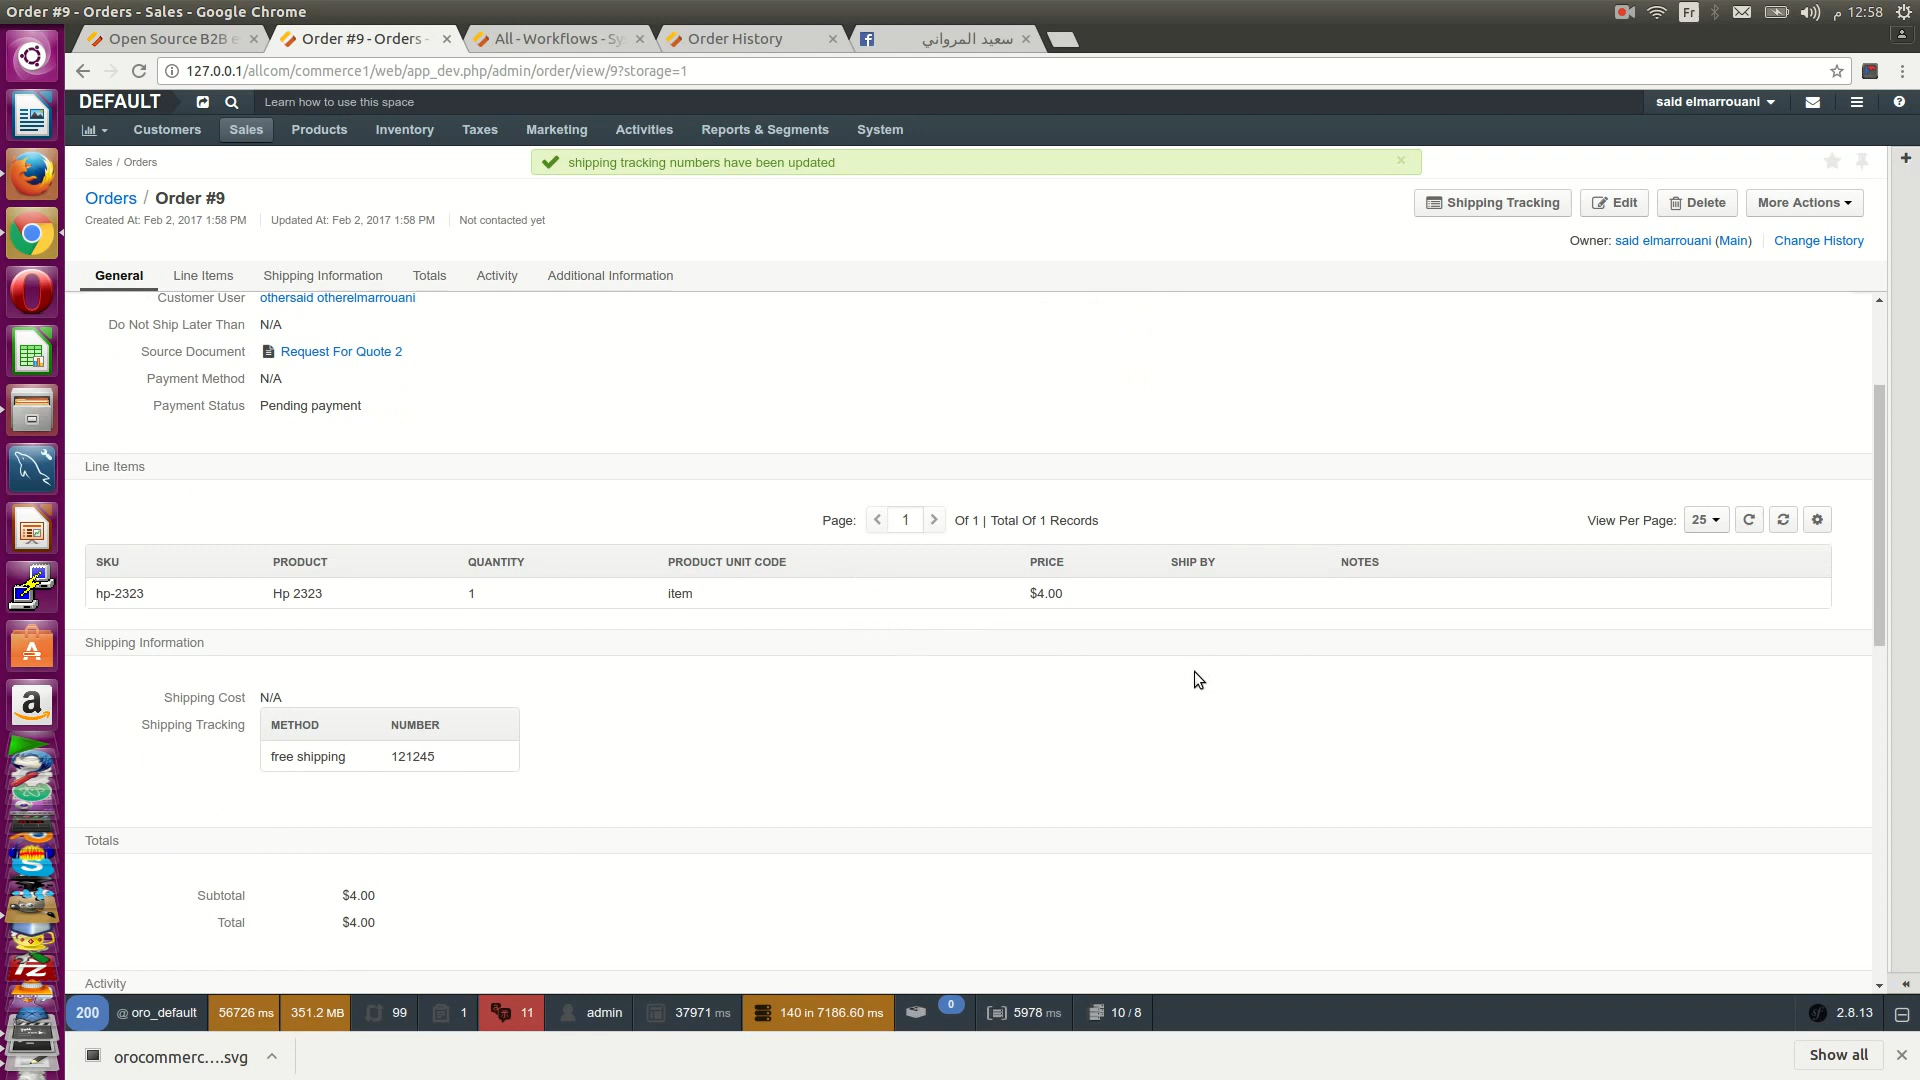 Order #9 - Orders - Sales - Google Chrome
Fr
م 12:58
Open Source B2B e
Order #9 - Orders -
All - Workflows - Sy
Order History
سعيد المرواني
127.0.0.1/allcom/commerce1/web/app_dev.php/admin/order/view/9?storage=1
DEFAULT
Learn how to use this space
said elmarrouani
Customers
Sales
Products
Inventory
Taxes
Marketing
Activities
Reports & Segments
System
Sales / Orders
shipping tracking numbers have been updated
Orders / Order #9
Shipping Tracking
Edit
Delete
More Actions
Created At: Feb 2, 2017 1:58 PM
Updated At: Feb 2, 2017 1:58 PM
Not contacted yet
Owner: said elmarrouani (Main)
Change History
General
Line Items
Shipping Information
Totals
Activity
Additional Information
Customer User othersaid otherelmarrouani
Do Not Ship Later Than N/A
Source Document Request For Quote 2
Payment Method N/A
Payment Status Pending payment
Line Items
Page: 1 Of 1 | Total Of 1 Records
View Per Page: 25
SKU PRODUCT QUANTITY PRODUCT UNIT CODE PRICE SHIP BY NOTES
hp-2323 Hp 2323 1 item $4.00
Shipping Information
Shipping Cost N/A
Shipping Tracking METHOD NUMBER
free shipping 121245
Totals
Subtotal $4.00
Total $4.00
Activity
200 @ oro_default 56726 ms 351.2 MB 99 1 11 admin 37971 ms 140 in 7186.60 ms 0 5978 ms 10 / 8 2.8.13
orocommerc....svg
Show all